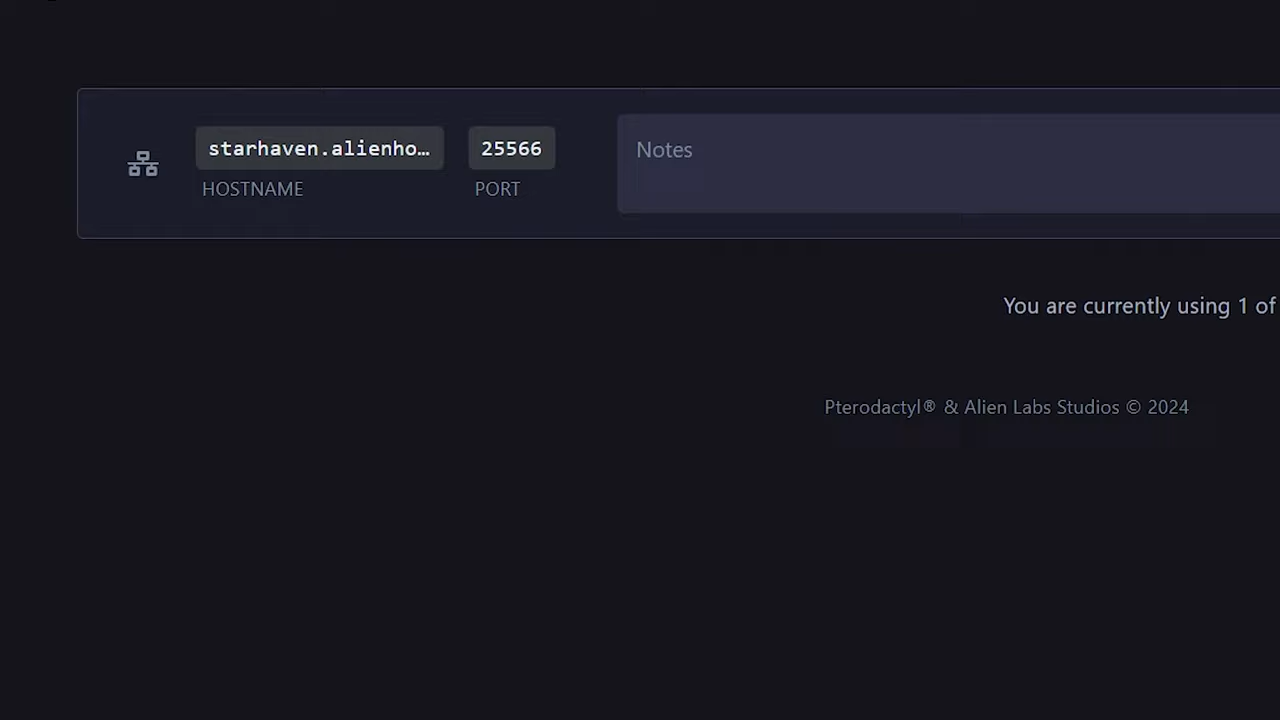 starhaven.alienho…
25566
Notes
HOSTNAME
PORT
You are currently using 1 of
Pterodactyl® & Alien Labs Studios © 2024